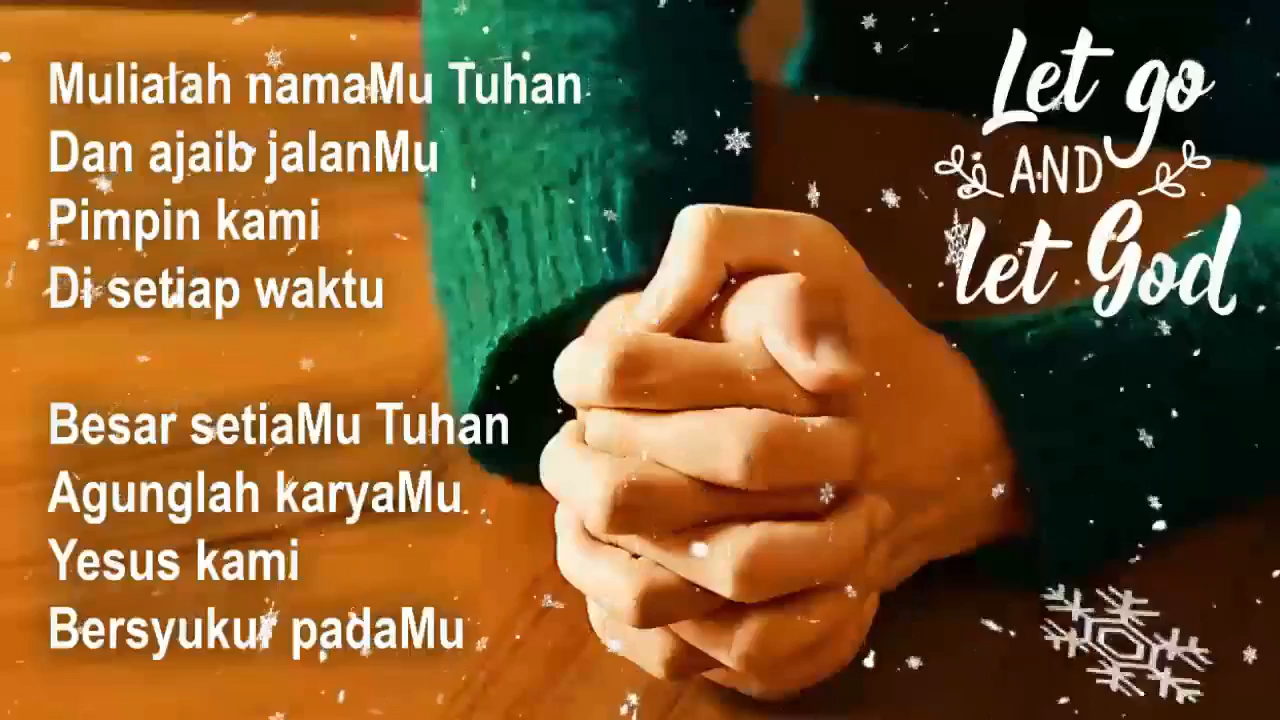 Mulialah namaMu Tuhan
Dan ajaib jalanMu
Pimpin kami
Di setiap waktu
Besar setiaMu Tuhan
Agunglah karyaMu
Yesus kami
Bersyukur padaMu
Let go
AND
let God